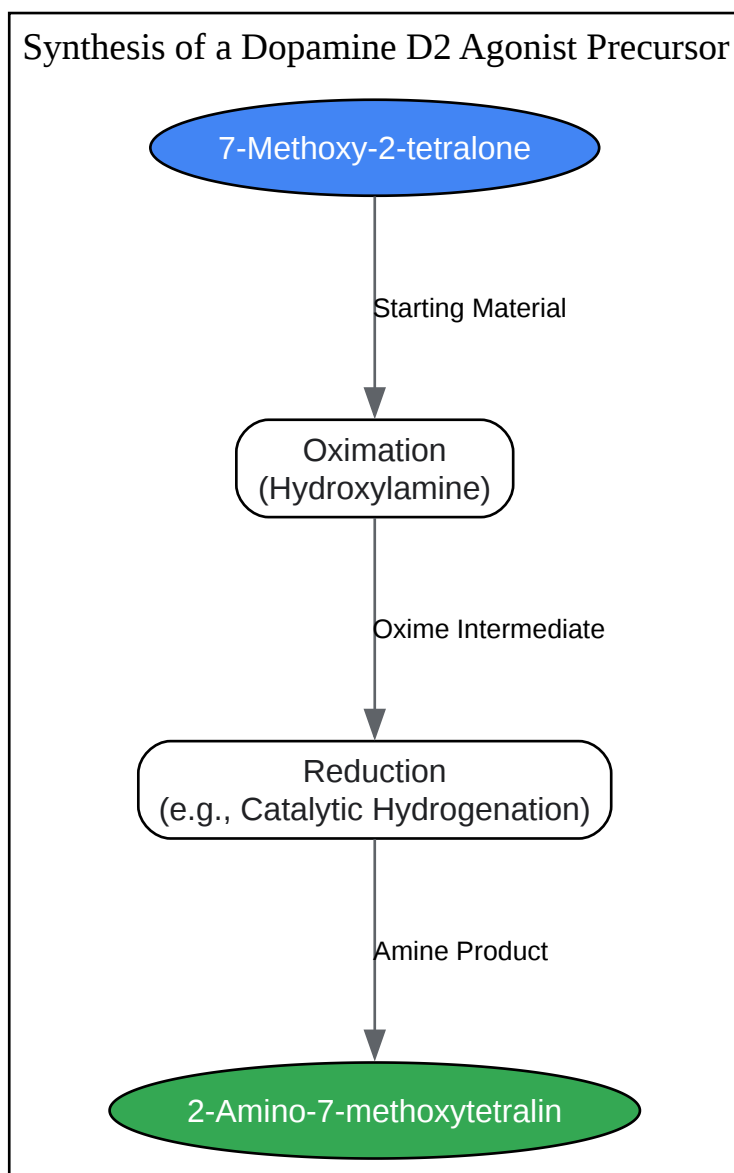 Synthesis of a Dopamine D2 Agonist Precursor
7-Methoxy-2-tetralone
Starting Material
Oximation
(Hydroxylamine)
Oxime Intermediate
Reduction
(e.g., Catalytic Hydrogenation)
Amine Product
2-Amino-7-methoxytetralin